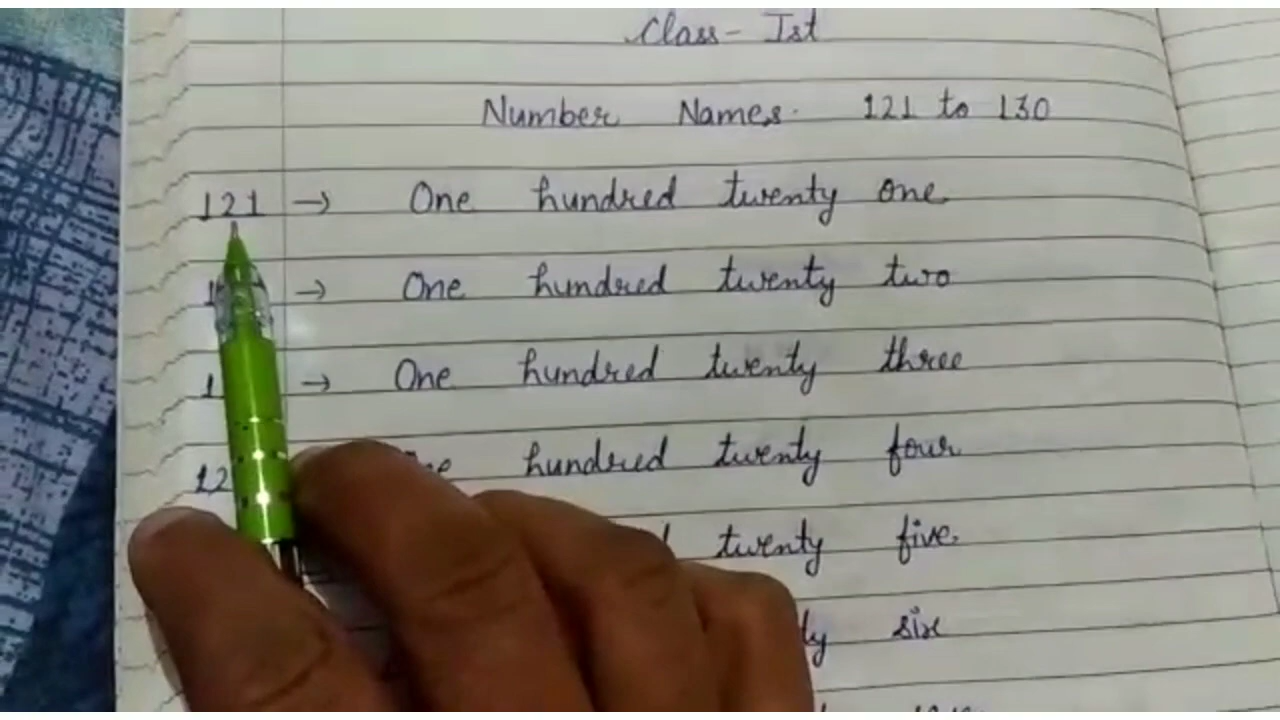 Class - Ist
Number Names. 121 to 130
121 → One hundred twenty one
→ One hundred twenty two
→ One hundred twenty three
hundred twenty four
twenty five.
six